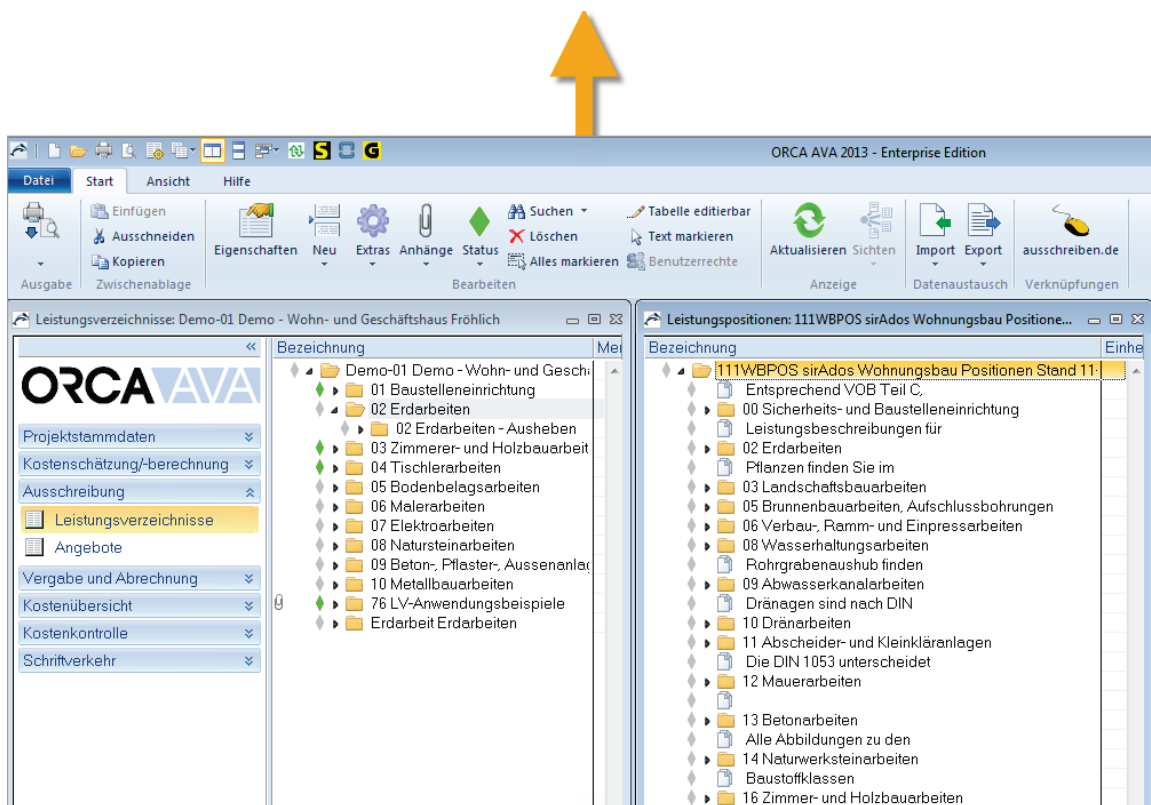 ORCA AVA 2013 - Enterprise Edition
Datei Start Ansicht Hilfe
Einfügen
Ausschneiden
Kopieren
Eigenschaften Neu Extras Anhänge Status
Suchen
Löschen
Alles markieren
Tabelle editierbar
Text markieren
Benutzerrechte
Aktualisieren Sichten
Import Export
ausschreiben.de
Ausgabe Zwischenablage Bearbeiten Anzeige Datenaustausch Verknüpfungen
Leistungsverzeichnisse: Demo-01 Demo - Wohn- und Geschäftshaus Fröhlich
ORCA AVA
Projektstammdaten
Kostenschätzung/-berechnung
Ausschreibung
Leistungsverzeichnisse
Angebote
Vergabe und Abrechnung
Kostenübersicht
Kostenkontrolle
Schriftverkehr
Bezeichnung
Demo-01 Demo - Wohn- und
01 Baustelleneinrichtung
02 Erdarbeiten
02 Erdarbeiten - Ausheben
03 Zimmerer- und Holzbauarbeit
04 Tischlerarbeiten
05 Bodenbelagsarbeiten
06 Malerarbeiten
07 Elektroarbeiten
08 Natursteinarbeiten
09 Beton-, Pflaster-,
10 Metallbauarbeiten
76 LV-Anwendungsbeispiele
Erdarbeit Erdarbeiten
Leistungspositionen: 111WBPOS sirAdos Wohnungsbau Positione...
Bezeichnung Einhe
111WBPOS sirAdos Wohnungsbau Positionen Stand 11-
Entsprechend VOB Teil C,
00 Sicherheits- und Baustelleneinrichtung
Leistungsbeschreibungen für
02 Erdarbeiten
Pflanzen finden Sie im
03 Landschaftsbauarbeiten
05 Brunnenbauarbeiten, Aufschlussbohrungen
06 Verbau-, Ramm- und Einpressarbeiten
08 Wasserhaltungsarbeiten
Rohrgrabenaushub finden
09 Abwasserkanalarbeiten
Dränagen sind nach DIN
10 Dränarbeiten
11 Abscheider- und Kleinkläranlagen
Die DIN 1053 unterscheidet
12 Mauerarbeiten
13 Betonarbeiten
Alle Abbildungen zu den
14 Naturwerksteinarbeiten
Baustoffklassen
16 Zimmer- und Holzbauarbeiten